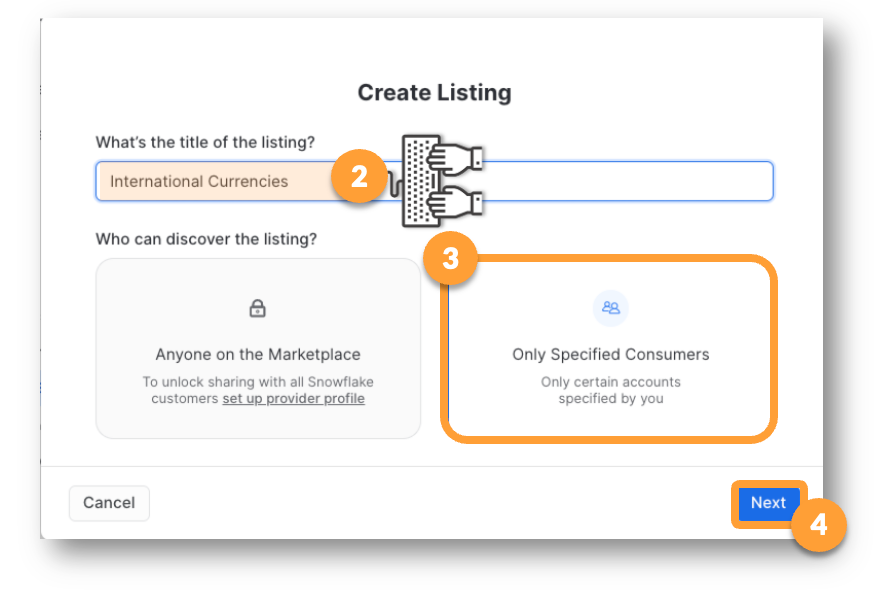 Create Listing
What's the title of the listing?
International Currencies
2
Who can discover the listing?
3
Anyone on the Marketplace
To unlock sharing with all Snowflake
customers set up provider profile
Only Specified Consumers
Only certain accounts
specified by you
Cancel
Next
4